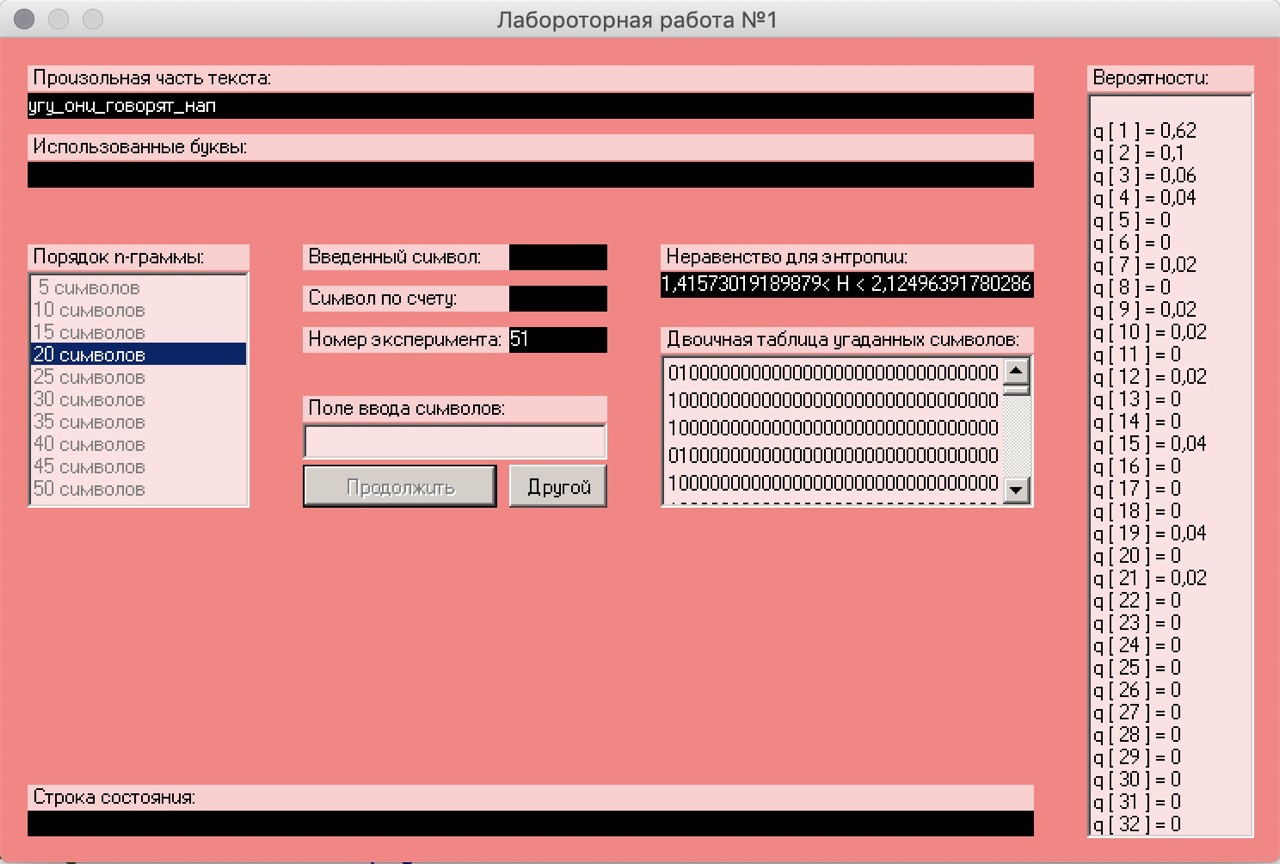 Лабороторная работа №1
Произольная часть текста:
угу_они_говорят_нап
Использованные буквы:
Порядок n-граммы:
5 символов
10 символов
15 символов
20 символов
25 символов
30 символов
35 символов
40 символов
45 символов
50 символов
Введенный символ:
Символ по счету:
Номер эксперимента: 51
Поле ввода символов:
Продолжить
Другой
Неравенство для энтропии:
1,41573019189879< H < 2,12496391780286
Двоичная таблица угаданных символов:
01000000000000000000000000000000
10000000000000000000000000000000
10000000000000000000000000000000
01000000000000000000000000000000
10000000000000000000000000000000
Строка состояния:
Вероятности:
q [ 1 ] = 0,62
q [ 2 ] = 0,1
q [ 3 ] = 0,06
q [ 4 ] = 0,04
q [ 5 ] = 0
q [ 6 ] = 0
q [ 7 ] = 0,02
q [ 8 ] = 0
q [ 9 ] = 0,02
q [ 10 ] = 0,02
q [ 11 ] = 0
q [ 12 ] = 0,02
q [ 13 ] = 0
q [ 14 ] = 0
q [ 15 ] = 0,04
q [ 16 ] = 0
q [ 17 ] = 0
q [ 18 ] = 0
q [ 19 ] = 0,04
q [ 20 ] = 0
q [ 21 ] = 0,02
q [ 22 ] = 0
q [ 23 ] = 0
q [ 24 ] = 0
q [ 25 ] = 0
q [ 26 ] = 0
q [ 27 ] = 0
q [ 28 ] = 0
q [ 29 ] = 0
q [ 30 ] = 0
q [ 31 ] = 0
q [ 32 ] = 0